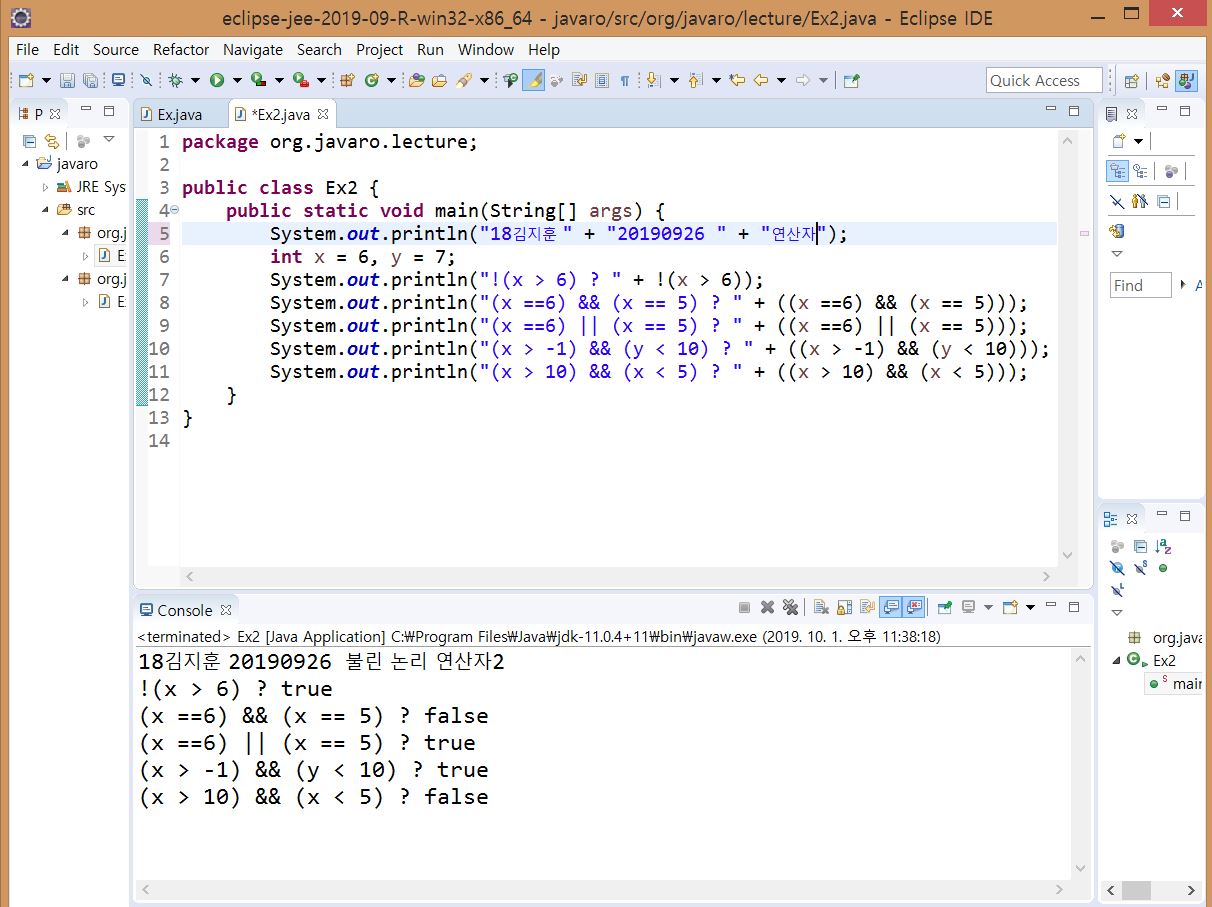 eclipse-jee-2019-09-R-win32-x86_64 - javaro/src/org/javaro/lecture/Ex2.java - Eclipse IDE
File Edit Source Refactor Navigate Search Project Run Window Help
Quick Access
P
javaro
JRE Sys
src
org.j
E
org.j
E
Ex.java
*Ex2.java
1 package org.javaro.lecture;
2
3 public class Ex2 {
4 public static void main(String[] args) {
5 System.out.println("18김지훈 " + "20190926 " + "연산자");
6 int x = 6, y = 7;
7 System.out.println("!(x > 6) ? " + !(x > 6));
8 System.out.println("(x ==6) && (x == 5) ? " + ((x ==6) && (x == 5)));
9 System.out.println("(x ==6) || (x == 5) ? " + ((x ==6) || (x == 5)));
10 System.out.println("(x > -1) && (y < 10) ? " + ((x > -1) && (y < 10)));
11 System.out.println("(x > 10) && (x < 5) ? " + ((x > 10) && (x < 5)));
12 }
13 }
14
Find
A
Console
<terminated> Ex2 [Java Application] C:₩Program Files₩Java₩jdk-11.0.4+11₩bin₩javaw.exe (2019. 10. 1. 오후 11:38:18)
18김지훈 20190926 불린 논리 연산자2
!(x > 6) ? true
(x ==6) && (x == 5) ? false
(x ==6) || (x == 5) ? true
(x > -1) && (y < 10) ? true
(x > 10) && (x < 5) ? false
org.java
Ex2
main